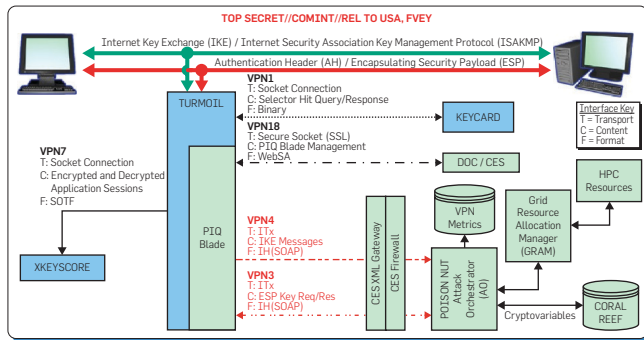 TOP SECRET//COMINT//REL TO USA, FVEY
Internet Key Exchange (IKE) / Internet Security Association Key Management Protocol (ISAKMP)
Authentication Header (AH) / Encapsulating Security Payload (ESP)
VPN1
T: Socket Connection
C: Selector Hit Query/Response
F: Binary
TURMOIL
KEYCARD
Interface Key
T = Transport
C = Content
F = Format
VPN18
T: Secure Socket (SSL)
C: PIQ Blade Management
F: WebSA
DOC / CES
VPN7
T: Socket Connection
C: Encrypted and Decrypted
Application Sessions
F: SOTF
PIQ
Blade
XKEYSCORE
VPN4
T: ITx
C: IKE Messages
F: IH(SOAP)
VPN3
T: ITx
C: ESP Key Req/Res
F: IH(SOAP)
CES XML Gateway
CES Firewall
VPN
Metrics
POISON NUT
Attack
Orchestrator
(AO)
Grid
Resource
Allocation
Manager
(GRAM)
HPC
Resources
Cryptovariables
CORAL
REEF